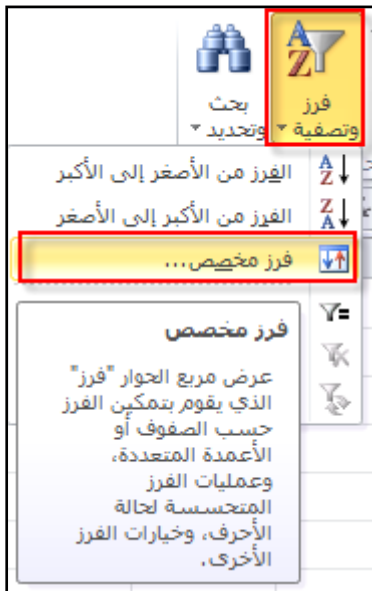 فرز
وتصفية
بحث
وتحديد
الفرز من الأصغر إلى الأكبر
الفرز من الأكبر إلى الأصغر
فرز مخصص...
فرز مخصص
عرض مربع الحوار "فرز"
الذي يقوم بتمكين الفرز
حسب الصفوف أو
الأعمدة المتعددة،
وعمليات الفرز
المتحسسة لحالة
الأحرف، وخيارات الفرز
الأخرى.